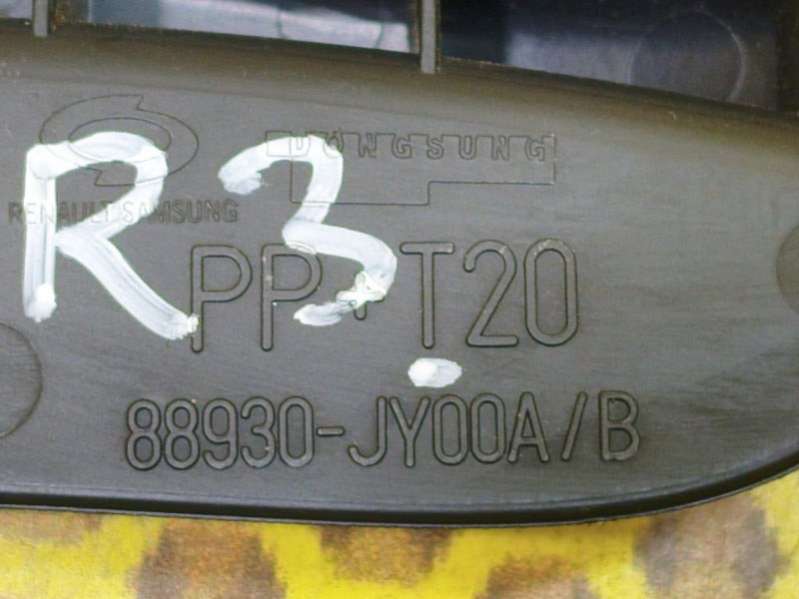 DONGSUNG
RENAULT SAMSUNG
R3.
PP+T20
88930-JY00A/B